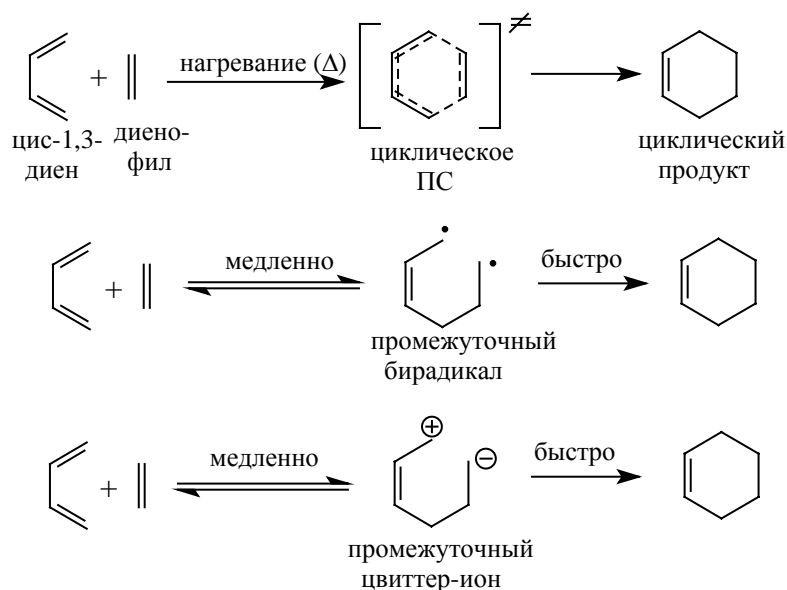 нагревание (Δ)
+
≠
цис-1,3-
диен
диено-
фил
циклическое
ПС
циклический
продукт
+
медленно
быстро
промежуточный
бирадикал
+
медленно
+
−
быстро
промежуточный
цвиттер-ион